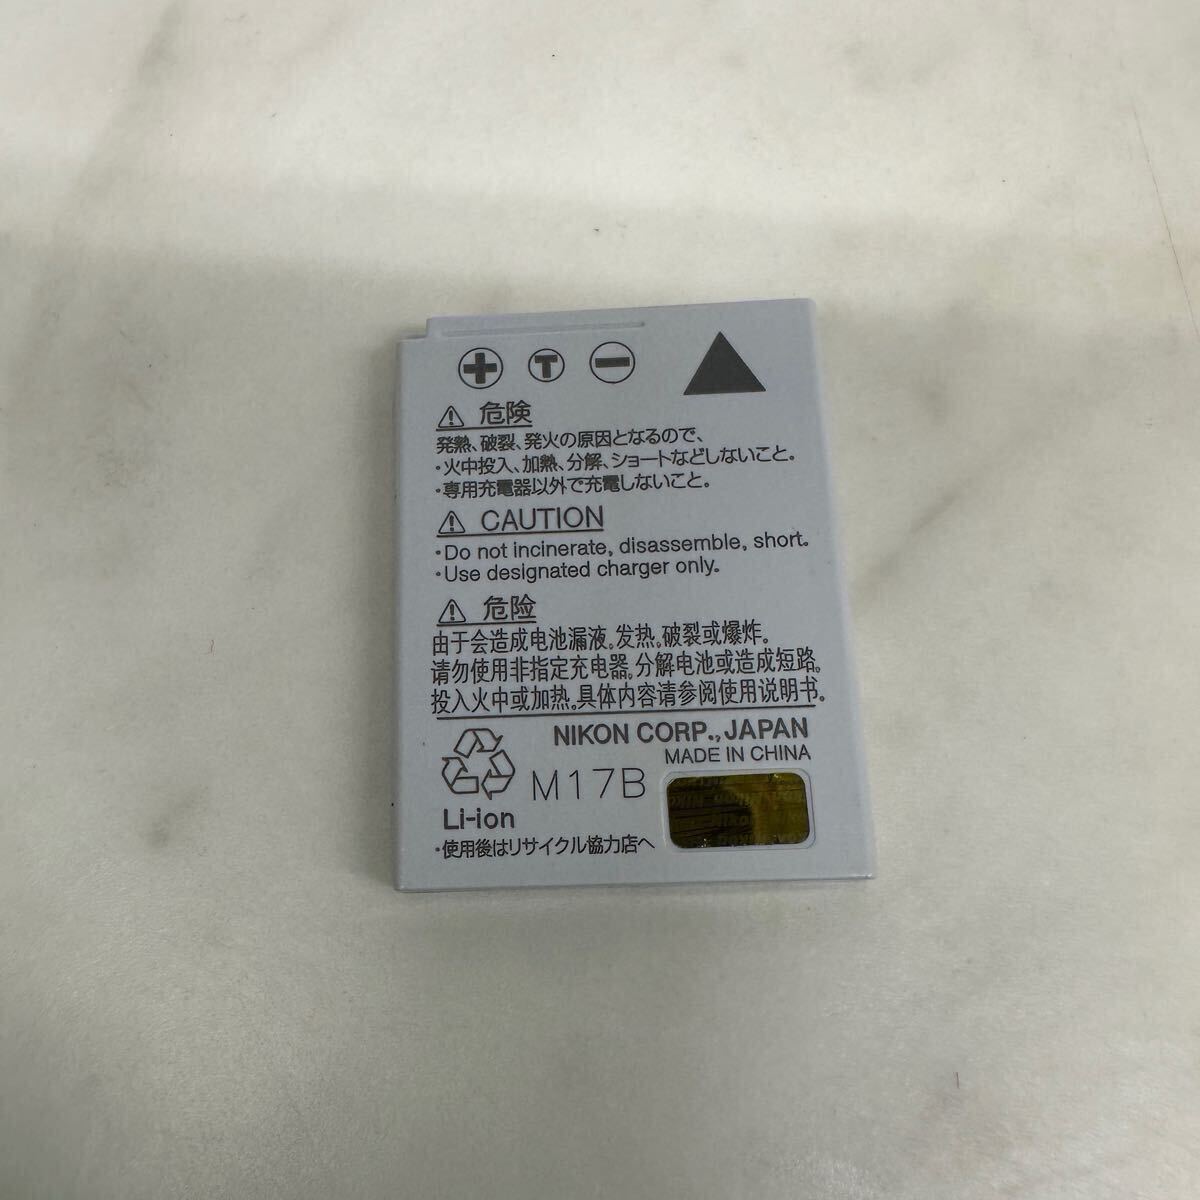 + T −
⚠ 危険
発熱、破裂、発火の原因となるので、
・火中投入、加熱、分解、ショートなどしないこと。
・専用充電器以外で充電しないこと。
⚠ CAUTION
・Do not incinerate, disassemble, short.
・Use designated charger only.
⚠ 危险
由于会造成电池漏液。发热。破裂或爆炸。
请勿使用非指定充电器。分解电池或造成短路。
投入火中或加热。具体内容请参阅使用说明书。
NIKON CORP., JAPAN
MADE IN CHINA
M17B
Li-ion
・使用後はリサイクル協力店へ
Nikon